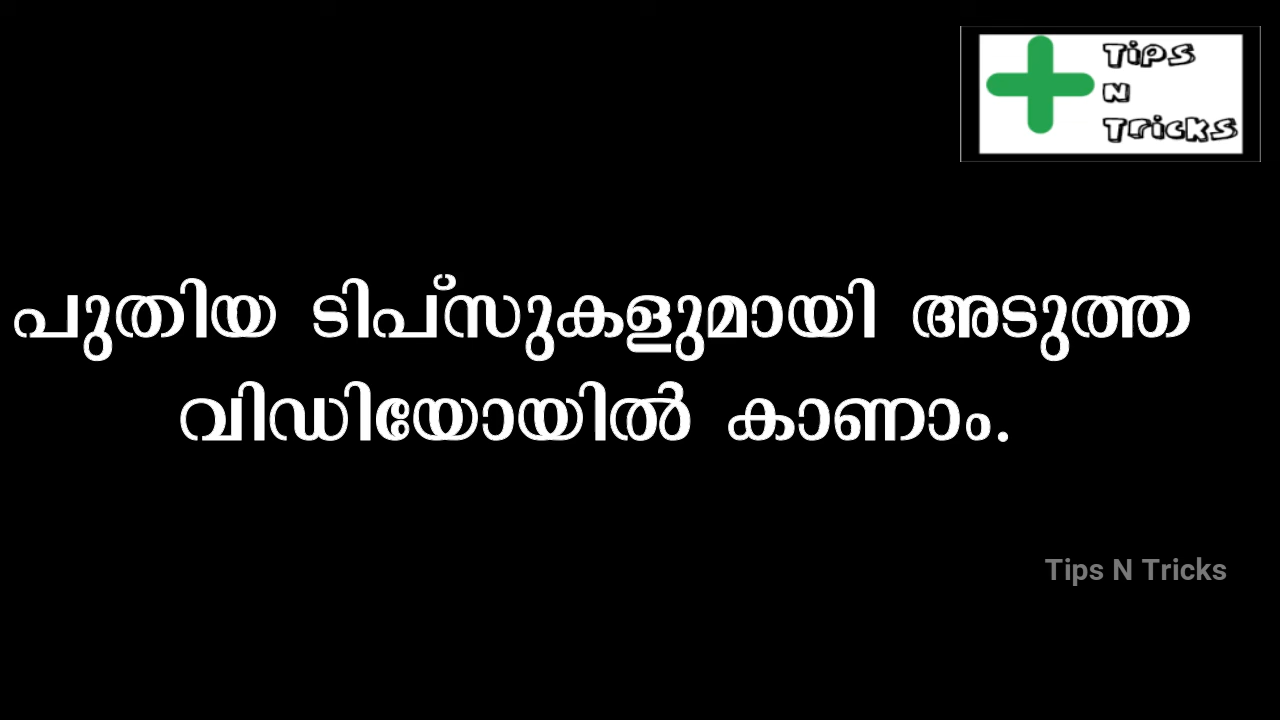 Tips
N
Tricks
പുതിയ ടിപ്സുകളുമായി അടുത്ത
വിഡിയോയിൽ കാണാം.
Tips N Tricks